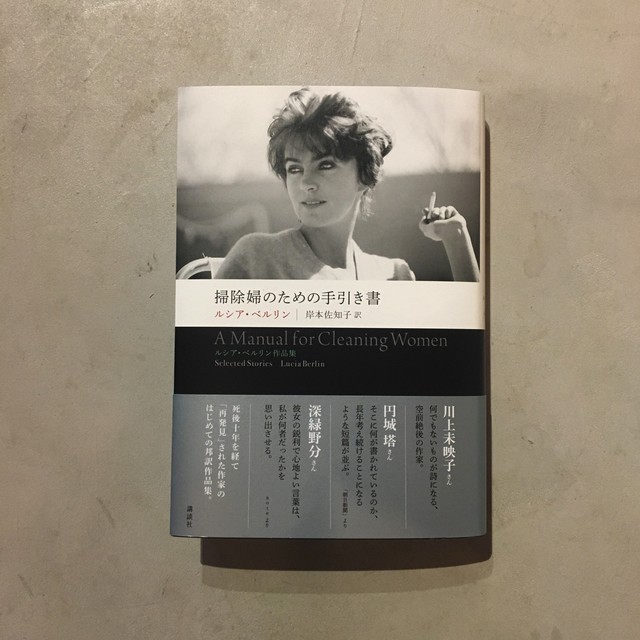 掃除婦のための手引き書
ルシア・ベルリン｜岸本佐知子 訳
A Manual for Cleaning Women
ルシア・ベルリン作品集
Selected Stories Lucia Berlin
川上未映子さん
何でもないものが詩になる、
空前絶後の作家。
円城 塔さん
そこに何が書かれているのか、
長年考え続けることになる
ような短篇が並ぶ。
「朝日新聞」より
深緑野分さん
彼女の鋭利で心地よい言葉は、
私が何者だったかを
思い出させる。
死後十年を経て
「再発見」された作家の
はじめての邦訳作品集。
講談社